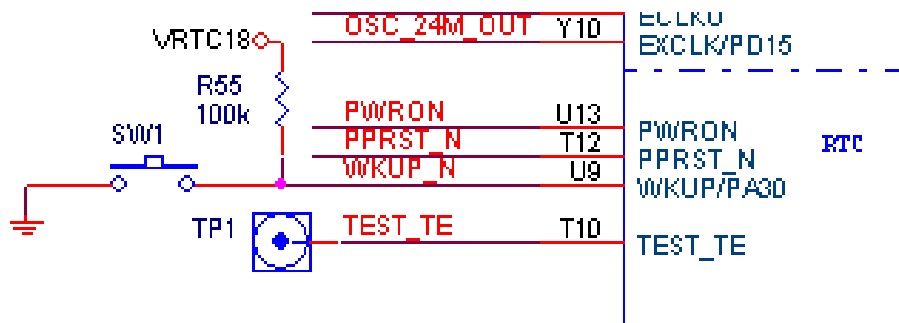 OSC_24M_OUT Y10 ECLKO
EXCLK/PD15
VRTC18
R55
100k
PWRON U13 PWRON
SW1 PPRST_N T12 PPRST_N RTC
WKUP_N U9 WKUP/PA30
TP1 TEST_TE T10 TEST_TE